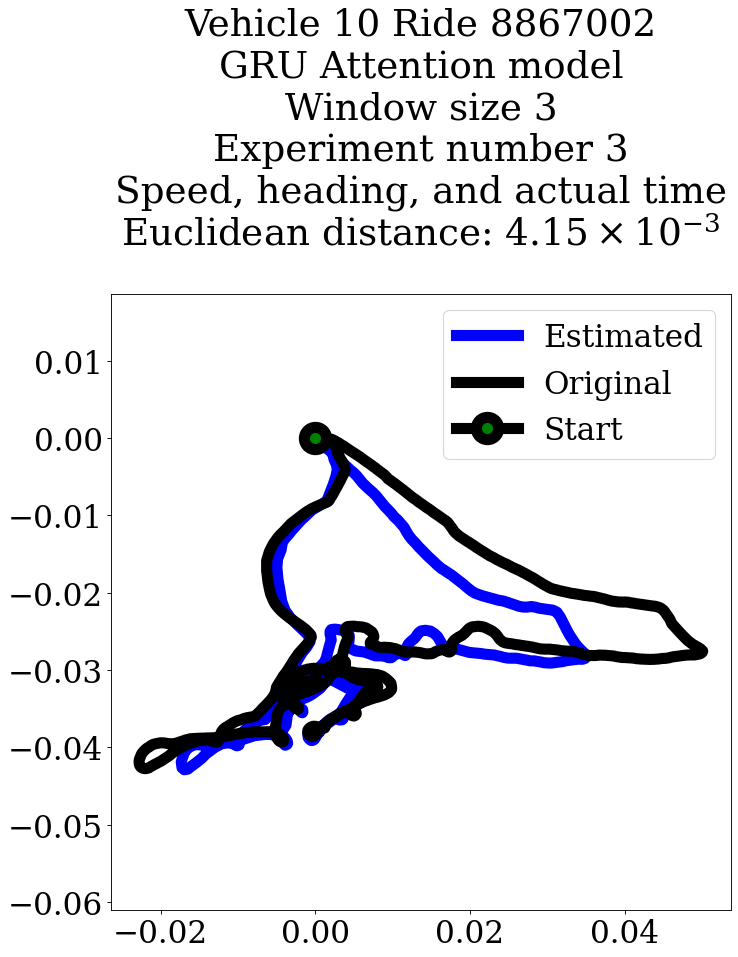 Vehicle 10 Ride 8867002
GRU Attention model
Window size 3
Experiment number 3
Speed, heading, and actual time
Euclidean distance: 4.15 × 10⁻³
Estimated
Original
Start
0.01
0.00
−0.01
−0.02
−0.03
−0.04
−0.05
−0.06
−0.02 0.00 0.02 0.04